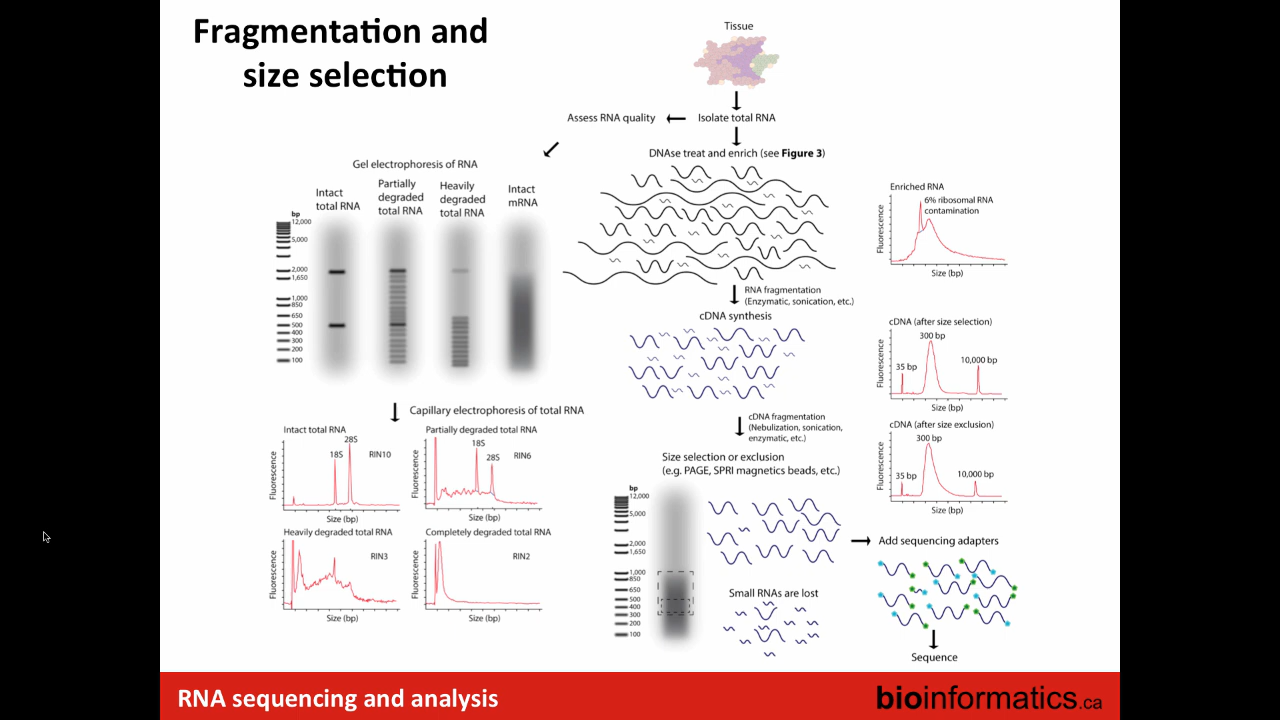 Fragmentation and
size selection
Tissue
Assess RNA quality
Isolate total RNA
DNAse treat and enrich (see Figure 3)
Gel electrophoresis of RNA
Intact
total RNA
Partially
degraded
total RNA
Heavily
degraded
total RNA
Intact
mRNA
bp
12,000
5,000
2,000
1,650
1,000
850
650
500
400
300
200
100
Enriched RNA
6% ribosomal RNA
contamination
Fluorescence
Size (bp)
RNA fragmentation
(Enzymatic, sonication, etc.)
cDNA synthesis
cDNA (after size selection)
300 bp
35 bp
10,000 bp
Fluorescence
Size (bp)
Capillary electrophoresis of total RNA
Intact total RNA
28S
18S
RIN10
Fluorescence
Size (bp)
Partially degraded total RNA
18S
28S
RIN6
Fluorescence
Size (bp)
Heavily degraded total RNA
RIN3
Fluorescence
Size (bp)
Completely degraded total RNA
RIN2
Fluorescence
Size (bp)
cDNA fragmentation
(Nebulization, sonication,
enzymatic, etc.)
Size selection or exclusion
(e.g. PAGE, SPRI magnetics beads, etc.)
bp
12,000
5,000
2,000
1,650
1,000
850
650
500
400
300
200
100
Small RNAs are lost
cDNA (after size exclusion)
300 bp
35 bp
10,000 bp
Fluorescence
Size (bp)
Add sequencing adapters
Sequence
RNA sequencing and analysis
bioinformatics.ca